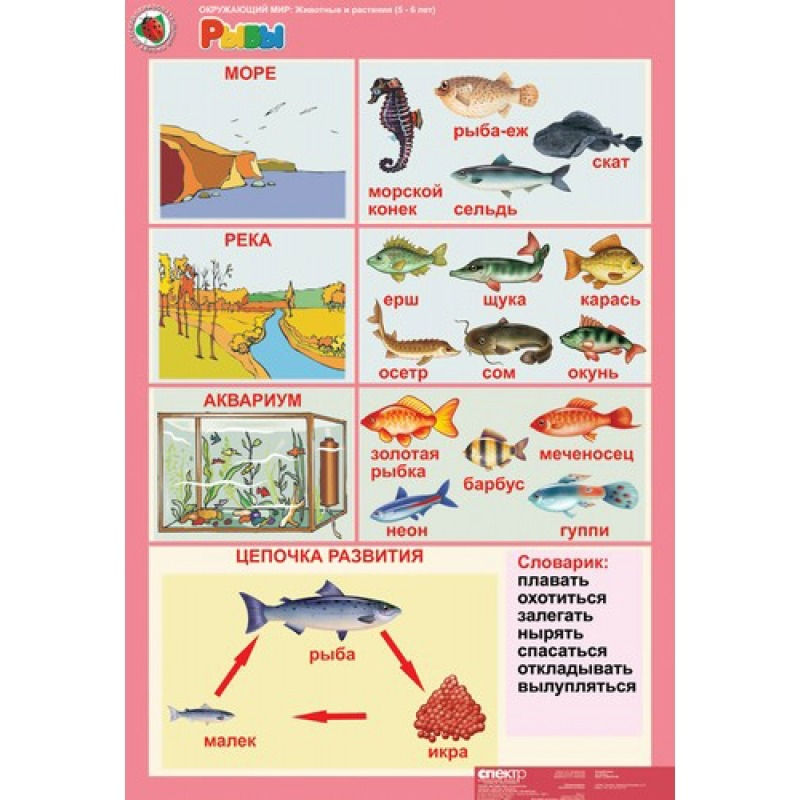 ОКРУЖАЮЩИЙ МИР: Животные и растения (5 - 6 лет)
Рыбы
МОРЕ
рыба-еж
скат
морской
конек
сельдь
РЕКА
ерш
щука
карась
осетр
сом
окунь
АКВАРИУМ
золотая
рыбка
барбус
меченосец
неон
гуппи
ЦЕПОЧКА РАЗВИТИЯ
рыба
малек
икра
Словарик:
плавать
охотиться
залегать
нырять
спасаться
откладывать
вылупляться
спектр